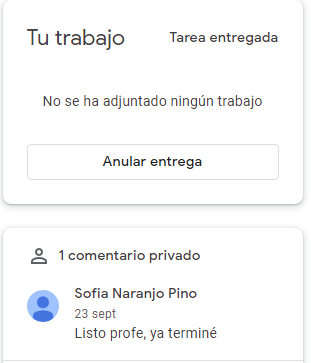 Tu trabajo
Tarea entregada
No se ha adjuntado ningún trabajo
Anular entrega
1 comentario privado
Sofia Naranjo Pino
23 sept
Listo profe, ya terminé